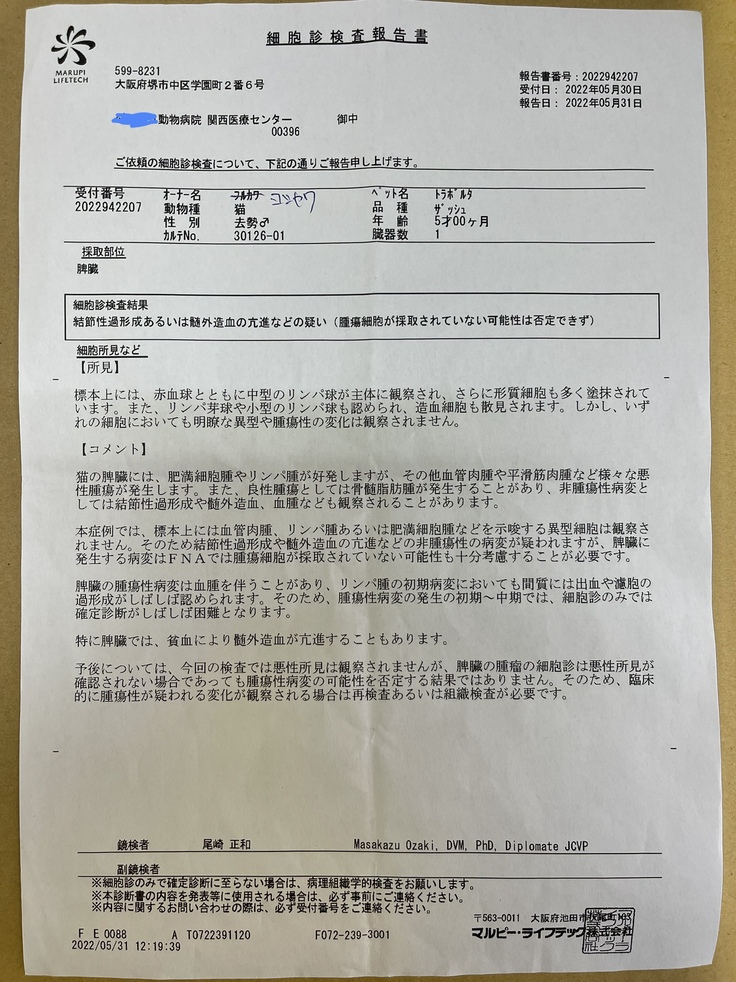 細胞診検査報告書
MARUPI
LIFETECH
599-8231
大阪府堺市中区学園町２番６号
報告書番号：2022942207
受付日：2022年05月30日
報告日：2022年05月31日
動物病院 関西医療センター 御中
00396
ご依頼の細胞診検査について、下記の通りご報告申し上げます。
受付番号 ｵｰﾅｰ名 ﾌﾙｶﾜ ﾍﾟｯﾄ名 ﾄﾗﾎﾞﾙﾀ
2022942207 動物種 猫 品種 ｻﾞｯｼｭ
性別 去勢♂ 年齢 5才00ヶ月
ｶﾙﾃNo. 30126-01 臓器数 1
採取部位
脾臓
細胞診検査結果
結節性過形成あるいは髄外造血の亢進などの疑い（腫瘍細胞が採取されていない可能性は否定できず）
細胞所見など
【所見】
標本上には、赤血球とともに中型のリンパ球が主体に観察され、さらに形質細胞も多く塗抹されて
います。また、リンパ芽球や小型のリンパ球も認められ、造血細胞も散見されます。しかし、いず
れの細胞においても明瞭な異型や腫瘍性の変化は観察されません。
【コメント】
猫の脾臓には、肥満細胞腫やリンパ腫が好発しますが、その他血管肉腫や平滑筋肉腫など様々な悪
性腫瘍が発生します。また、良性腫瘍としては骨髄脂肪腫が発生することがあり、非腫瘍性病変と
しては結節性過形成や髄外造血、血腫なども観察されることがあります。
本症例では、標本上には血管肉腫、リンパ腫あるいは肥満細胞腫などを示唆する異型細胞は観察さ
れません。そのため結節性過形成や髄外造血の亢進などの非腫瘍性の病変が疑われますが、脾臓に
発生する病変はＦＮＡでは腫瘍細胞が採取されていない可能性も十分考慮することが必要です。
脾臓の腫瘍性病変は血腫を伴うことがあり、リンパ腫の初期病変においても間質には出血や濾胞の
過形成がしばしば認められます。そのため、腫瘍性病変の発生の初期～中期では、細胞診のみでは
確定診断がしばしば困難となります。
特に脾臓では、貧血により髄外造血が亢進することもあります。
予後については、今回の検査では悪性所見は観察されませんが、脾臓の腫瘤の細胞診は悪性所見が
確認されない場合であっても腫瘍性病変の可能性を否定する結果ではありません。そのため、臨床
的に腫瘍性が疑われる変化が観察される場合は再検査あるいは組織検査が必要です。
鏡検者 尾崎 正和 Masakazu Ozaki, DVM, PhD, Diplomate JCVP
副鏡検者
※細胞診のみで確定診断に至らない場合は、病理組織学的検査をお願いします。
※本診断書の内容を発表等に使用される場合は、必ず事前にご連絡ください。
※内容に関するお問い合わせの際は、必ず受付番号をご連絡ください。
〒563-0011 大阪府池田市
ＦＥ0088 Ａ T0722391120 F072-239-3001 マルピー・ライフテック株式会社
2022/05/31 12:19:39